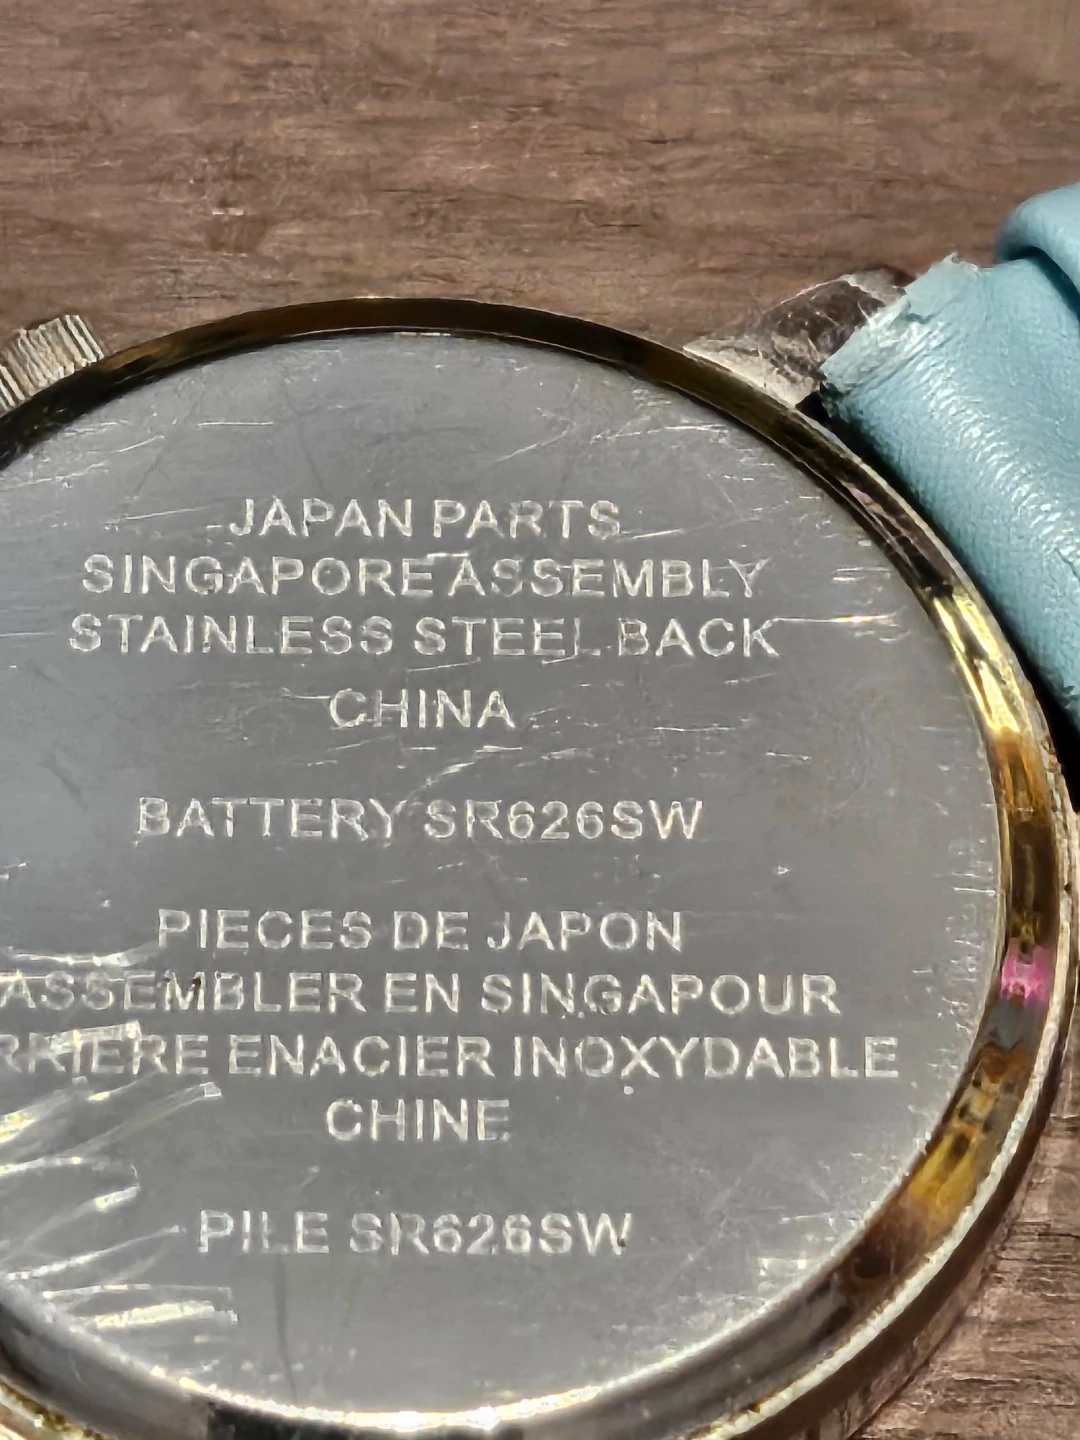 JAPAN PARTS
SINGAPORE ASSEMBLY
STAINLESS STEEL BACK
CHINA
BATTERY SR626SW
PIECES DE JAPON
ASSEMBLER EN SINGAPOUR
RRIERE ENACIER INOXYDABLE
CHINE
PILE SR626SW